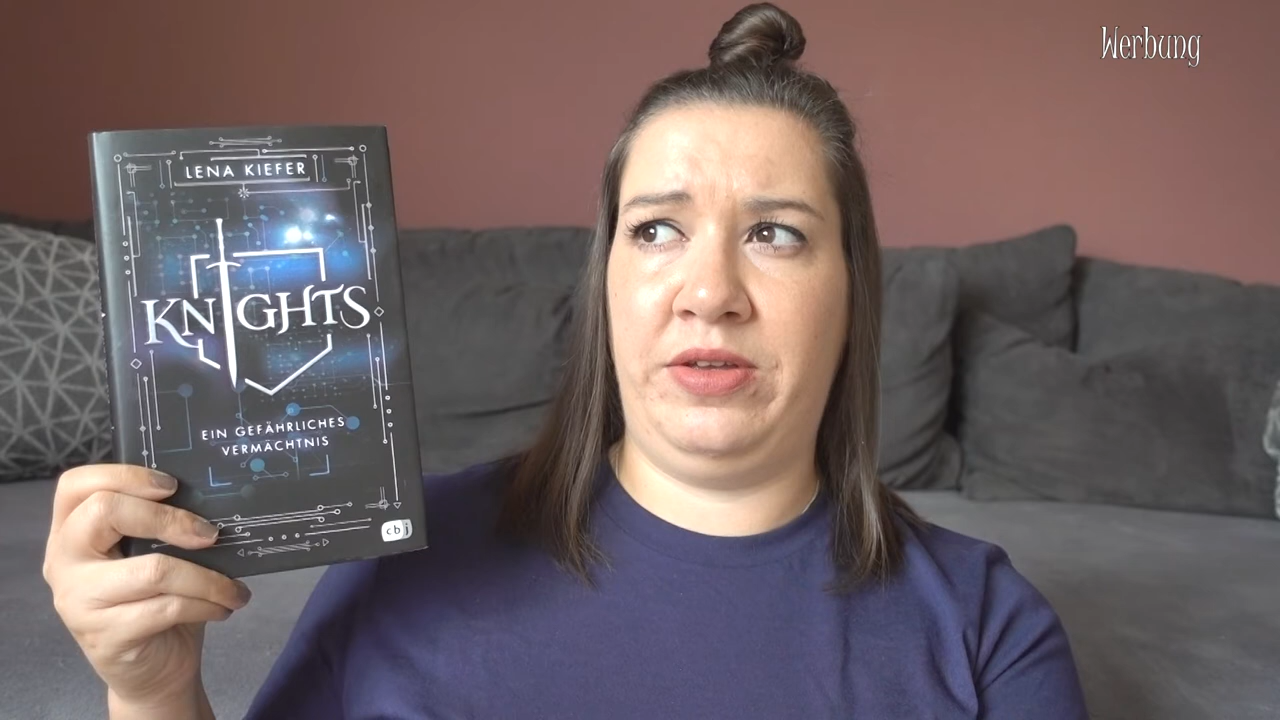 Werbung
LENA KIEFER
KNIGHTS
EIN GEFÄHRLICHES
VERMÄCHTNIS
cbj